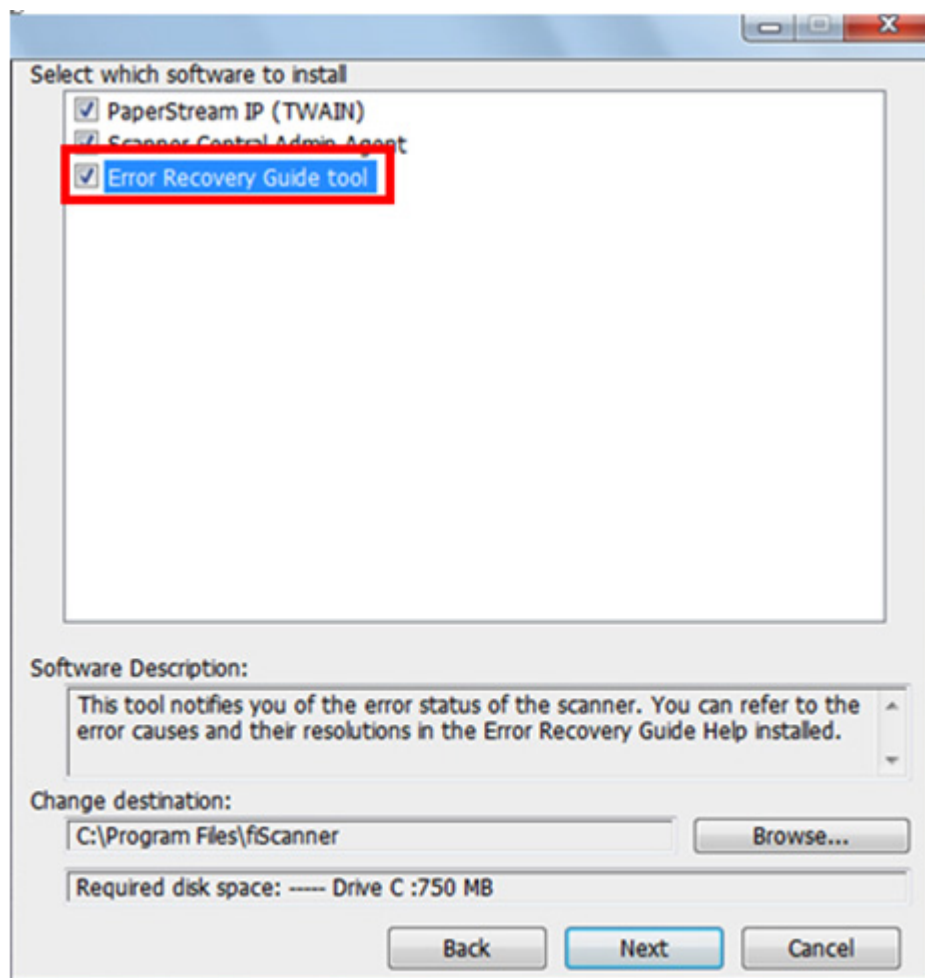 Select which software to install
PaperStream IP (TWAIN)
Scanner Central Admin Agent
Error Recovery Guide tool
Software Description:
This tool notifies you of the error status of the scanner. You can refer to the
error causes and their resolutions in the Error Recovery Guide Help installed.
Change destination:
C:\Program Files\fiScanner
Browse...
Required disk space: ----- Drive C :750 MB
Back
Next
Cancel